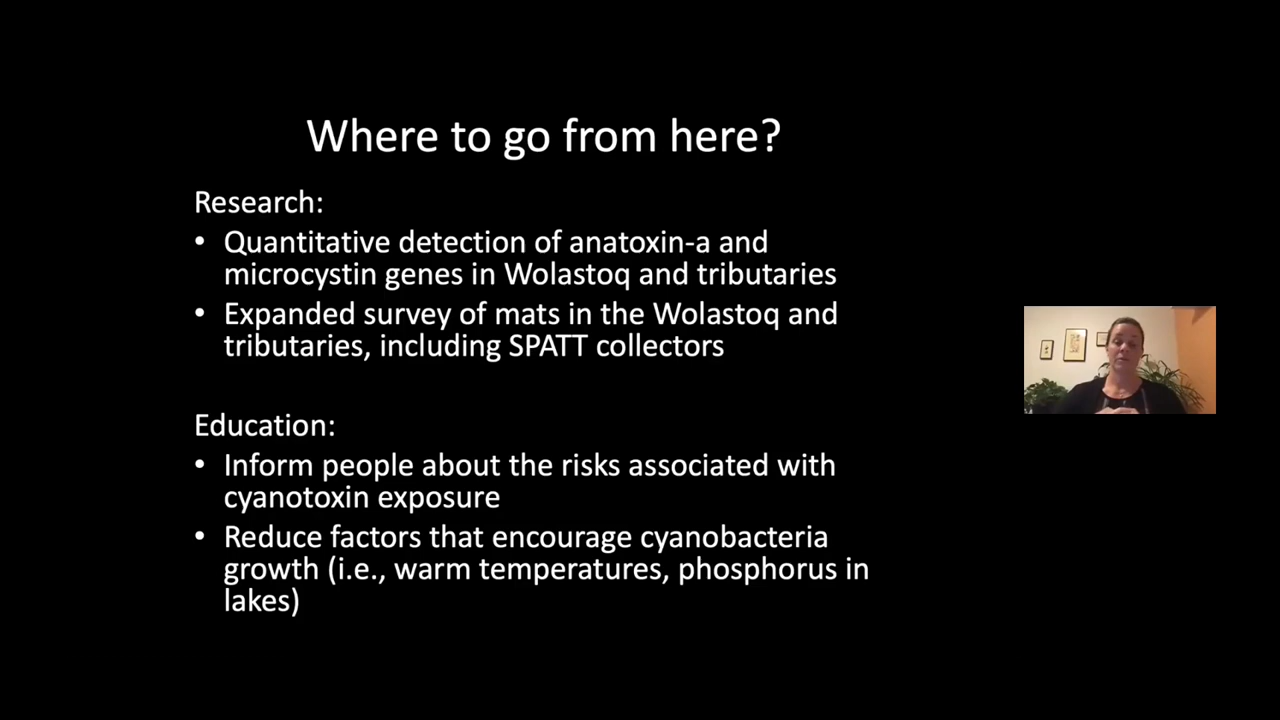 Where to go from here?
Research:
• Quantitative detection of anatoxin-a and
microcystin genes in Wolastoq and tributaries
• Expanded survey of mats in the Wolastoq and
tributaries, including SPATT collectors
Education:
• Inform people about the risks associated with
cyanotoxin exposure
• Reduce factors that encourage cyanobacteria
growth (i.e., warm temperatures, phosphorus in
lakes)